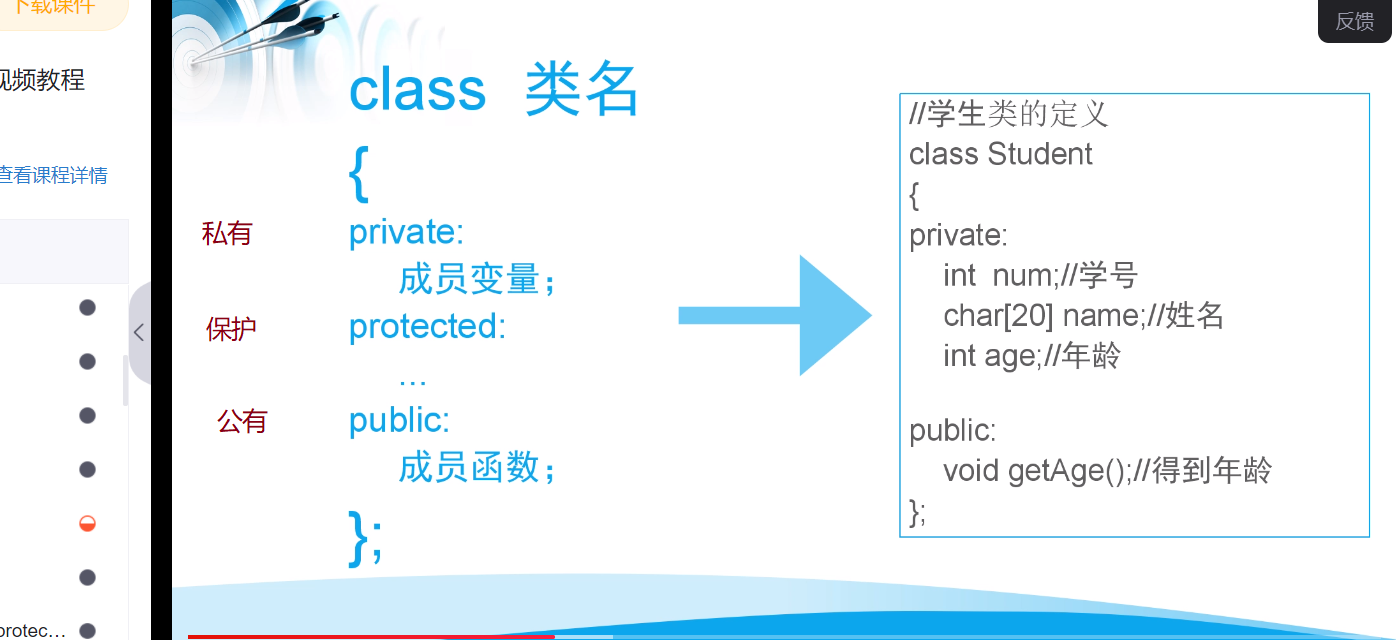 下载课件
视频教程
查看课程详情
protec...
反馈
class 类名
{
私有 private:
成员变量；
保护 protected:
...
公有 public:
成员函数；
};
//学生类的定义
class Student
{
private:
int num;//学号
char[20] name;//姓名
int age;//年龄
public:
void getAge();//得到年龄
};